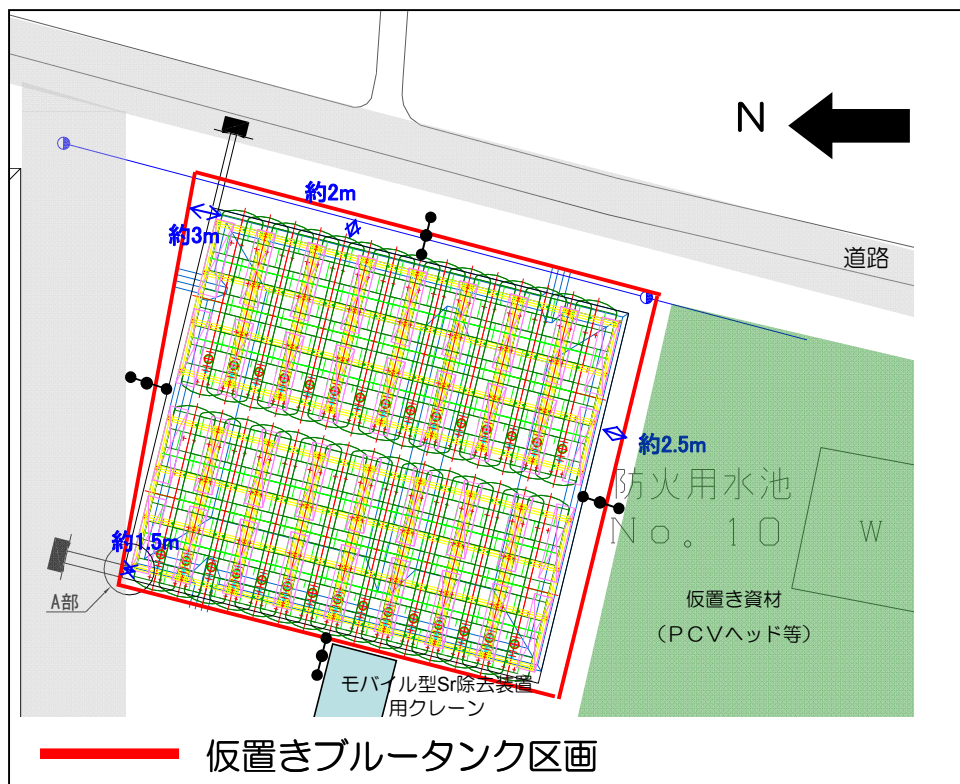 N
約2m
約3m
道路
約2.5m
防火用水池
No. 10 W
約1.5m
A部
仮置き資材
（PCVヘッド等）
モバイル型Sr除去装置
用クレーン
仮置きブルータンク区画